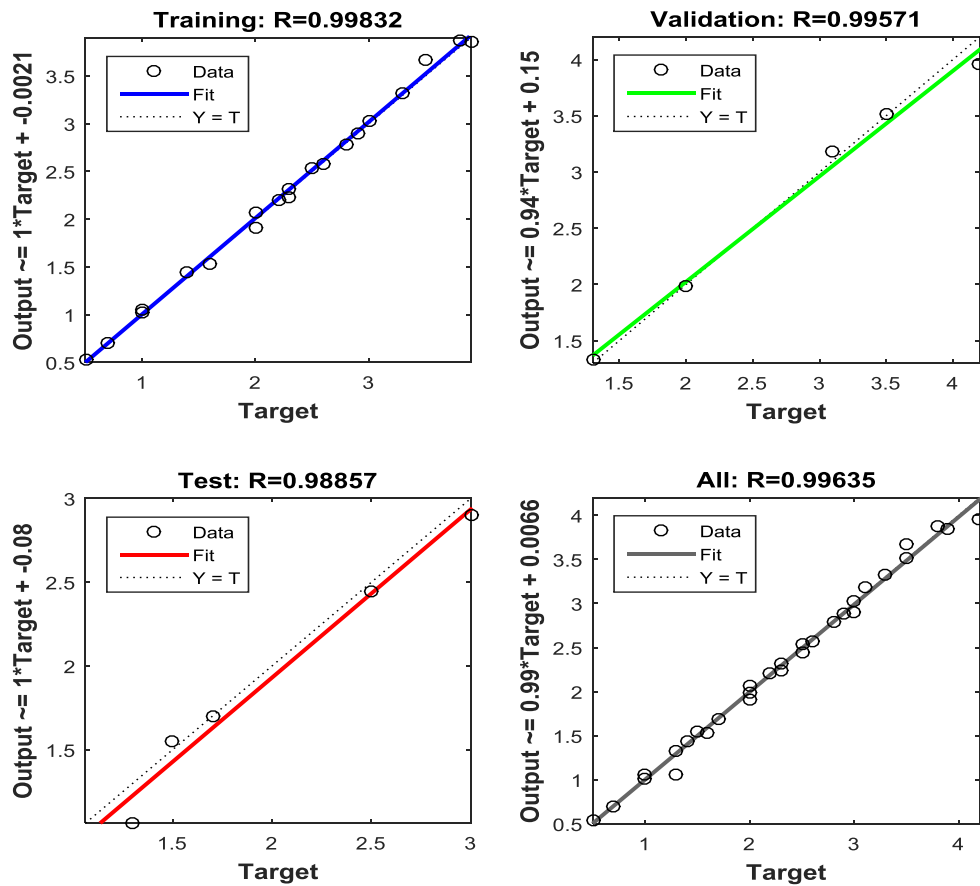 Training: R=0.99832
Output ~= 1*Target + -0.0021
3.5
3
2.5
2
1.5
1
0.5
Data
Fit
Y = T
1
2
3
Target
Validation: R=0.99571
Output ~= 0.94*Target + 0.15
4
3.5
3
2.5
2
1.5
Data
Fit
Y = T
1.5
2
2.5
3
3.5
4
Target
Test: R=0.98857
Output ~= 1*Target + -0.08
3
2.5
2
1.5
Data
Fit
Y = T
1.5
2
2.5
3
Target
All: R=0.99635
Output ~= 0.99*Target + 0.0066
4
3.5
3
2.5
2
1.5
1
0.5
Data
Fit
Y = T
1
2
3
4
Target